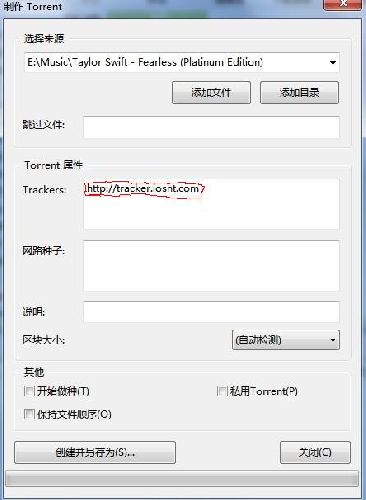 制作 Torrent
选择来源
E:\Music\Taylor Swift - Fearless (Platinum Edition)
添加文件
添加目录
跳过文件:
Torrent 属性
Trackers:
http://tracker.iosht.com
网路种子:
说明:
区块大小:
(自动检测)
其他
开始做种(T)
私用Torrent(P)
保持文件顺序(O)
创建并另存为(S)...
关闭(C)